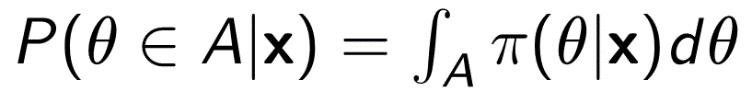 P(θ ∈ A|x) = ∫_A π(θ|x)dθ